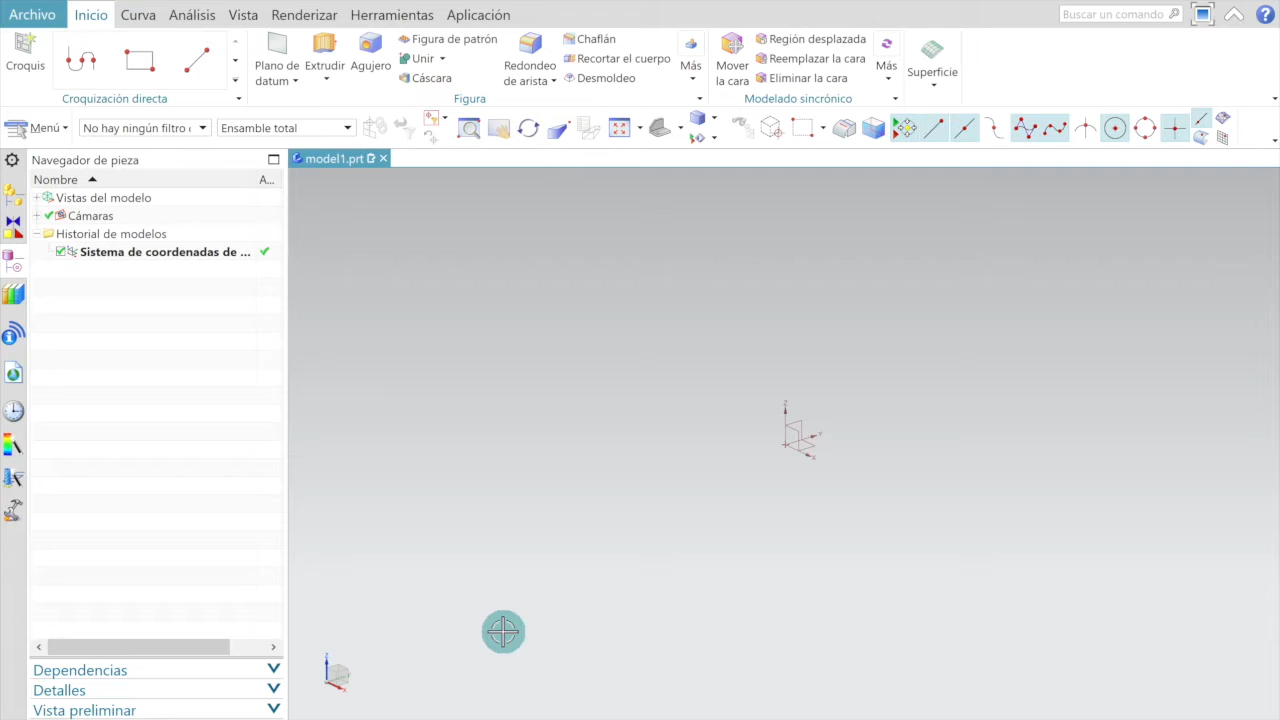 Archivo Inicio Curva Análisis Vista Renderizar Herramientas Aplicación
Buscar un comando
Croquis
Croquización directa
Plano de datum
Extrudir
Agujero
Figura de patrón
Unir
Cáscara
Redondeo de arista
Chaflán
Recortar el cuerpo
Desmoldeo
Más
Figura
Mover la cara
Región desplazada
Reemplazar la cara
Eliminar la cara
Más
Modelado sincrónico
Superficie
Menú
No hay ningún filtro
Ensamble total
Navegador de pieza
model1.prt
Nombre A...
Vistas del modelo
Cámaras
Historial de modelos
Sistema de coordenadas de ...
Z
Y
X
Z
X
Dependencias
Detalles
Vista preliminar